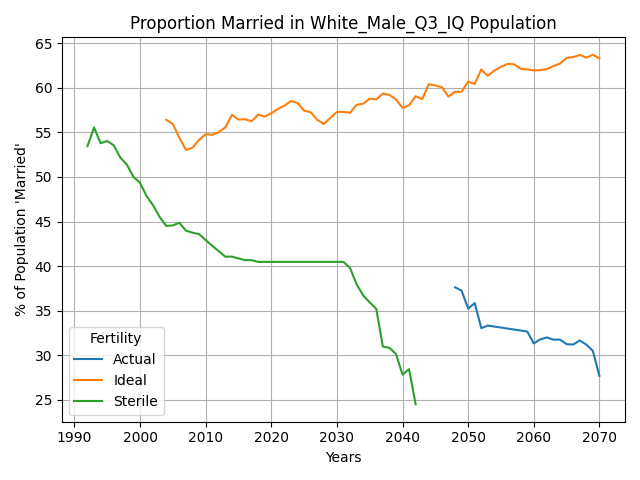 Proportion Married in White_Male_Q3_IQ Population
% of Population 'Married'
65
60
55
50
45
40
35
30
25
Fertility
Actual
Ideal
Sterile
1990 2000 2010 2020 2030 2040 2050 2060 2070
Years